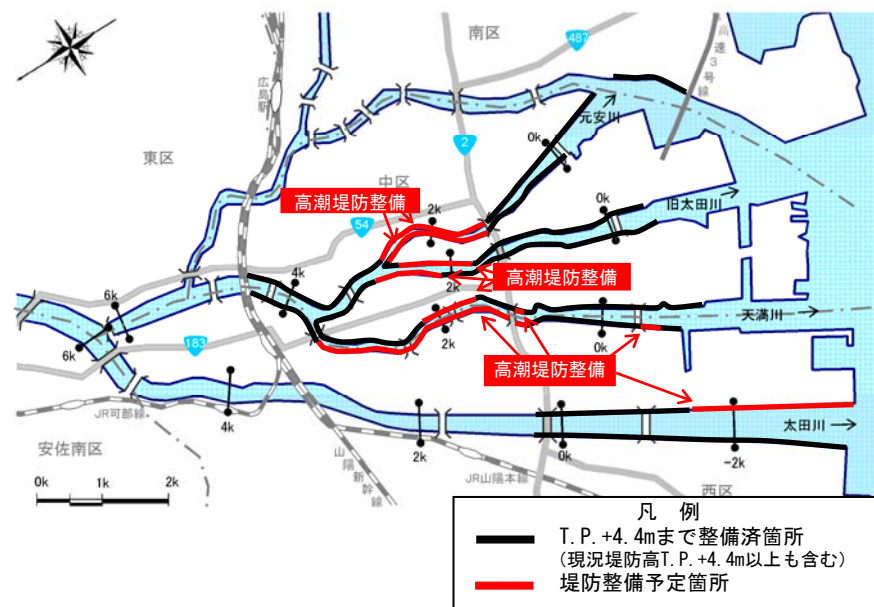 南区
487
高速3号線
広島駅
元安川
0k
2
東区
中区
高潮堤防整備
2k
54
0k
旧太田川
4k
高潮堤防整備
2k
6k
天満川
6k
183
2k
0k
高潮堤防整備
JR可部線
4k
太田川
安佐南区
2k
0k
-2k
山陽新幹線
JR山陽本線
西区
0k 1k 2k
凡 例
T.P.+4.4mまで整備済箇所
(現況堤防高T.P.+4.4m以上も含む)
堤防整備予定箇所